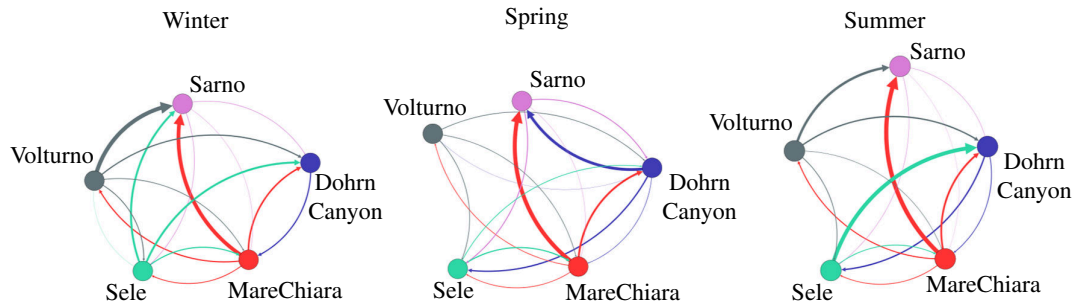 Winter
Sarno
Volturno
Dohrn
Canyon
Sele
MareChiara
Spring
Sarno
Volturno
Dohrn
Canyon
Sele
MareChiara
Summer
Sarno
Volturno
Dohrn
Canyon
Sele
MareChiara